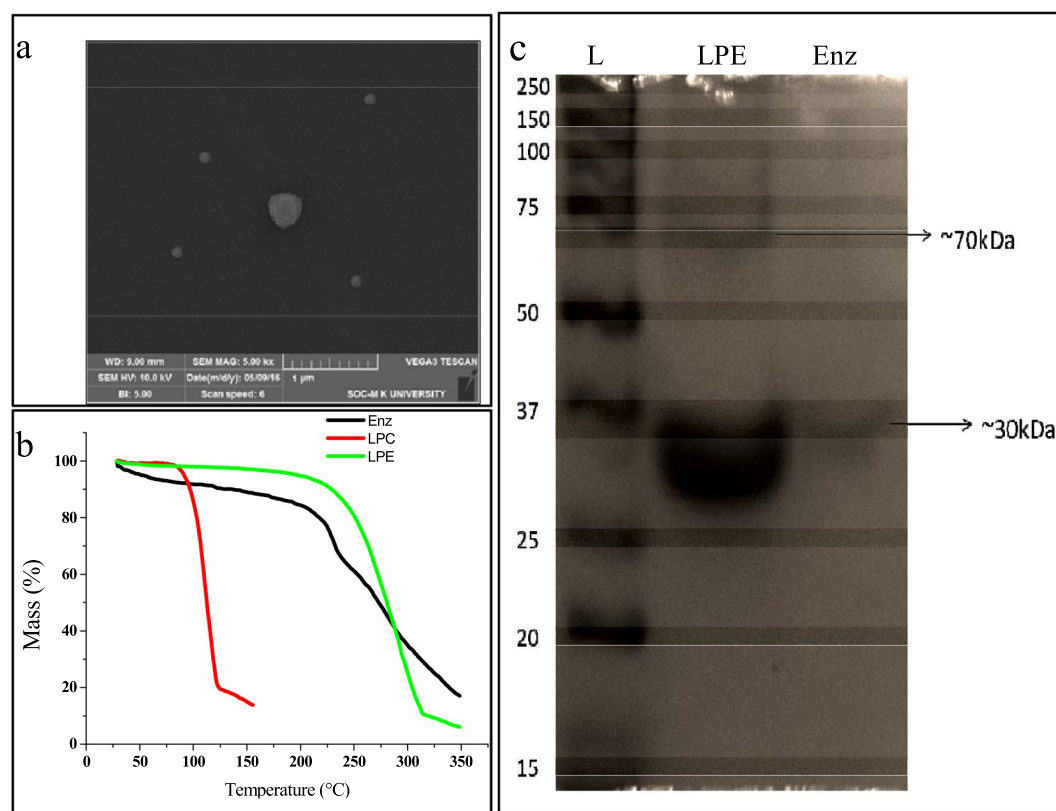 a
WD: 9.00 mm SEM MAG: 5.00 kx VEGA3 TESCAN
SEM HV: 10.0 kV Date(m/d/y): 05/09/16 1 µm
BI: 5.00 Scan speed: 6 SOC-M K UNIVERSITY
b
Enz
LPC
LPE
100
80
60
40
20
0
Mass (%)
0 50 100 150 200 250 300 350
Temperature (°C)
c
L LPE Enz
250
150
100
75
~70kDa
50
37
~30kDa
25
20
15